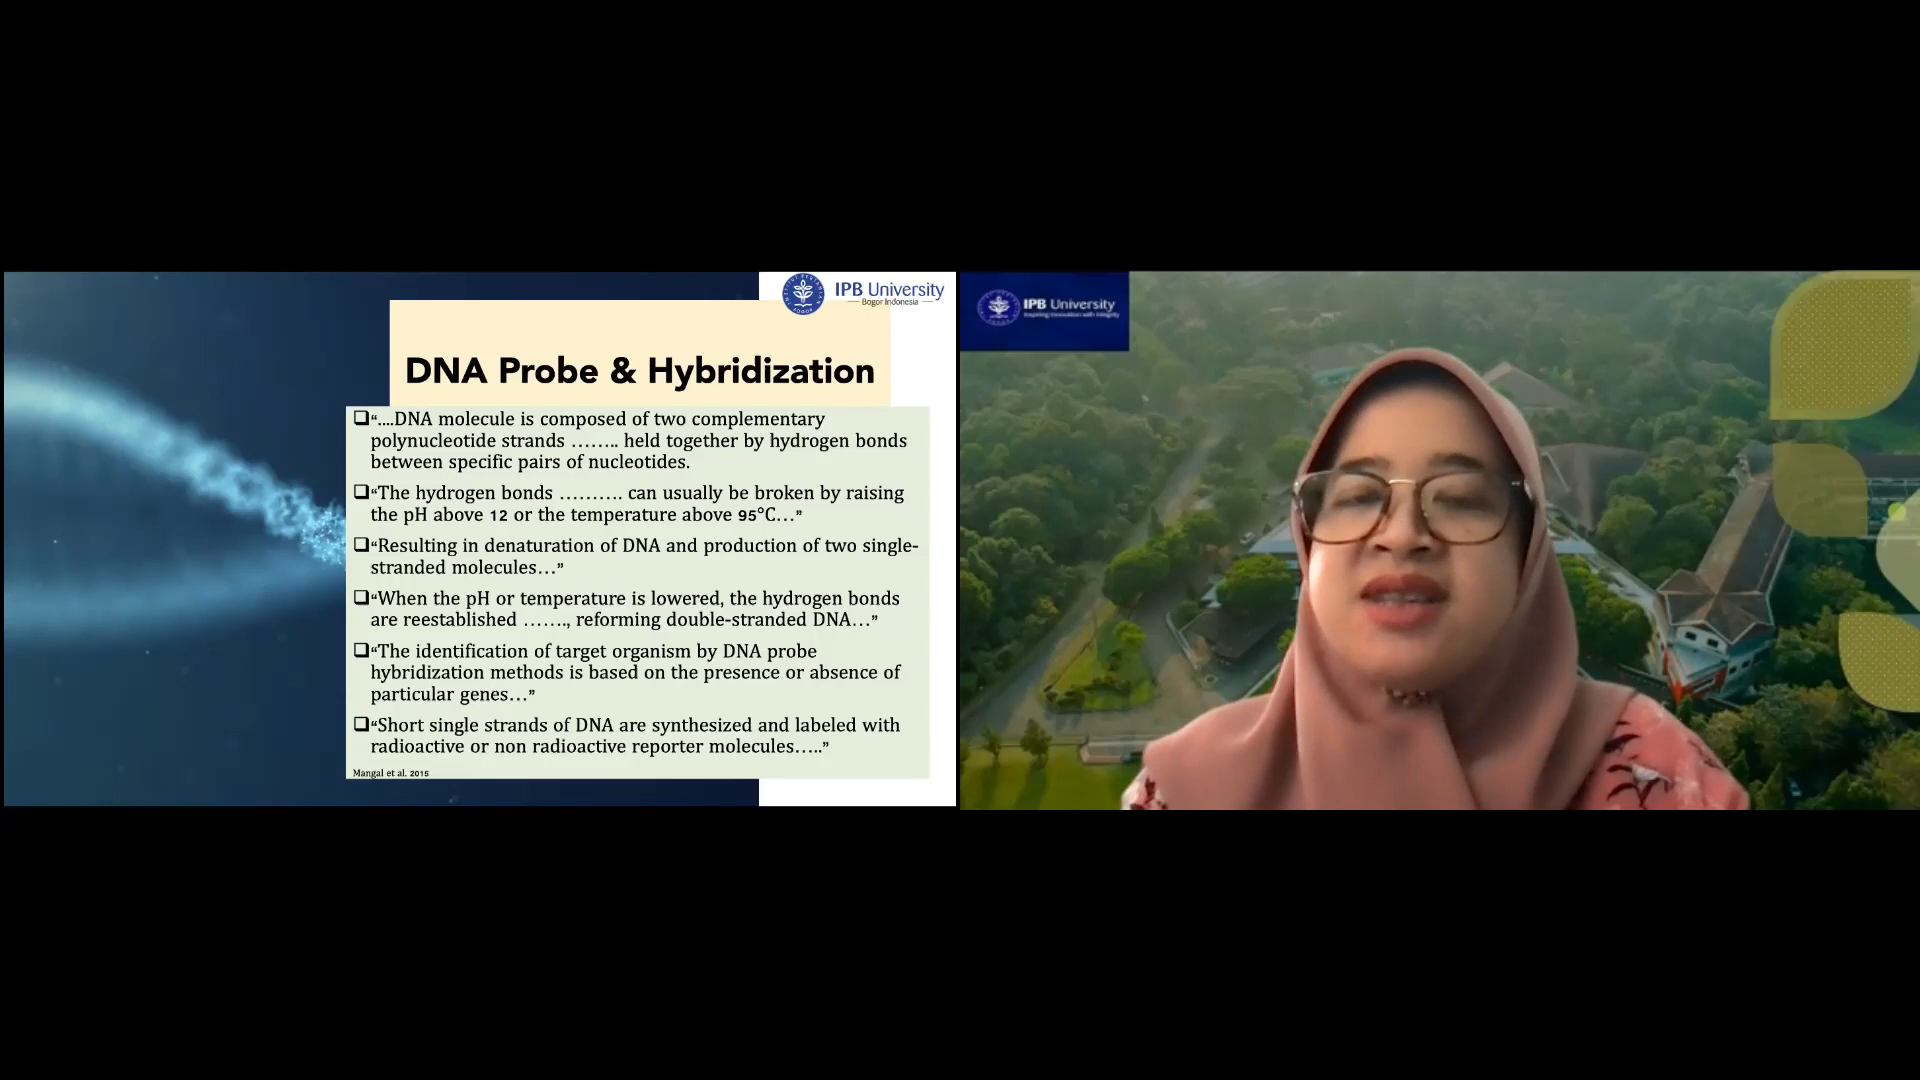 IPB University
Bogor Indonesia
DNA Probe & Hybridization
❑“....DNA molecule is composed of two complementary
polynucleotide strands …….. held together by hydrogen bonds
between specific pairs of nucleotides.
❑“The hydrogen bonds ………. can usually be broken by raising
the pH above 12 or the temperature above 95°C…”
❑“Resulting in denaturation of DNA and production of two single-
stranded molecules…”
❑“When the pH or temperature is lowered, the hydrogen bonds
are reestablished ……., reforming double-stranded DNA…”
❑“The identification of target organism by DNA probe
hybridization methods is based on the presence or absence of
particular genes…”
❑“Short single strands of DNA are synthesized and labeled with
radioactive or non radioactive reporter molecules…..”
Mangal et al. 2015
IPB University
Inspiring Innovation with Integrity